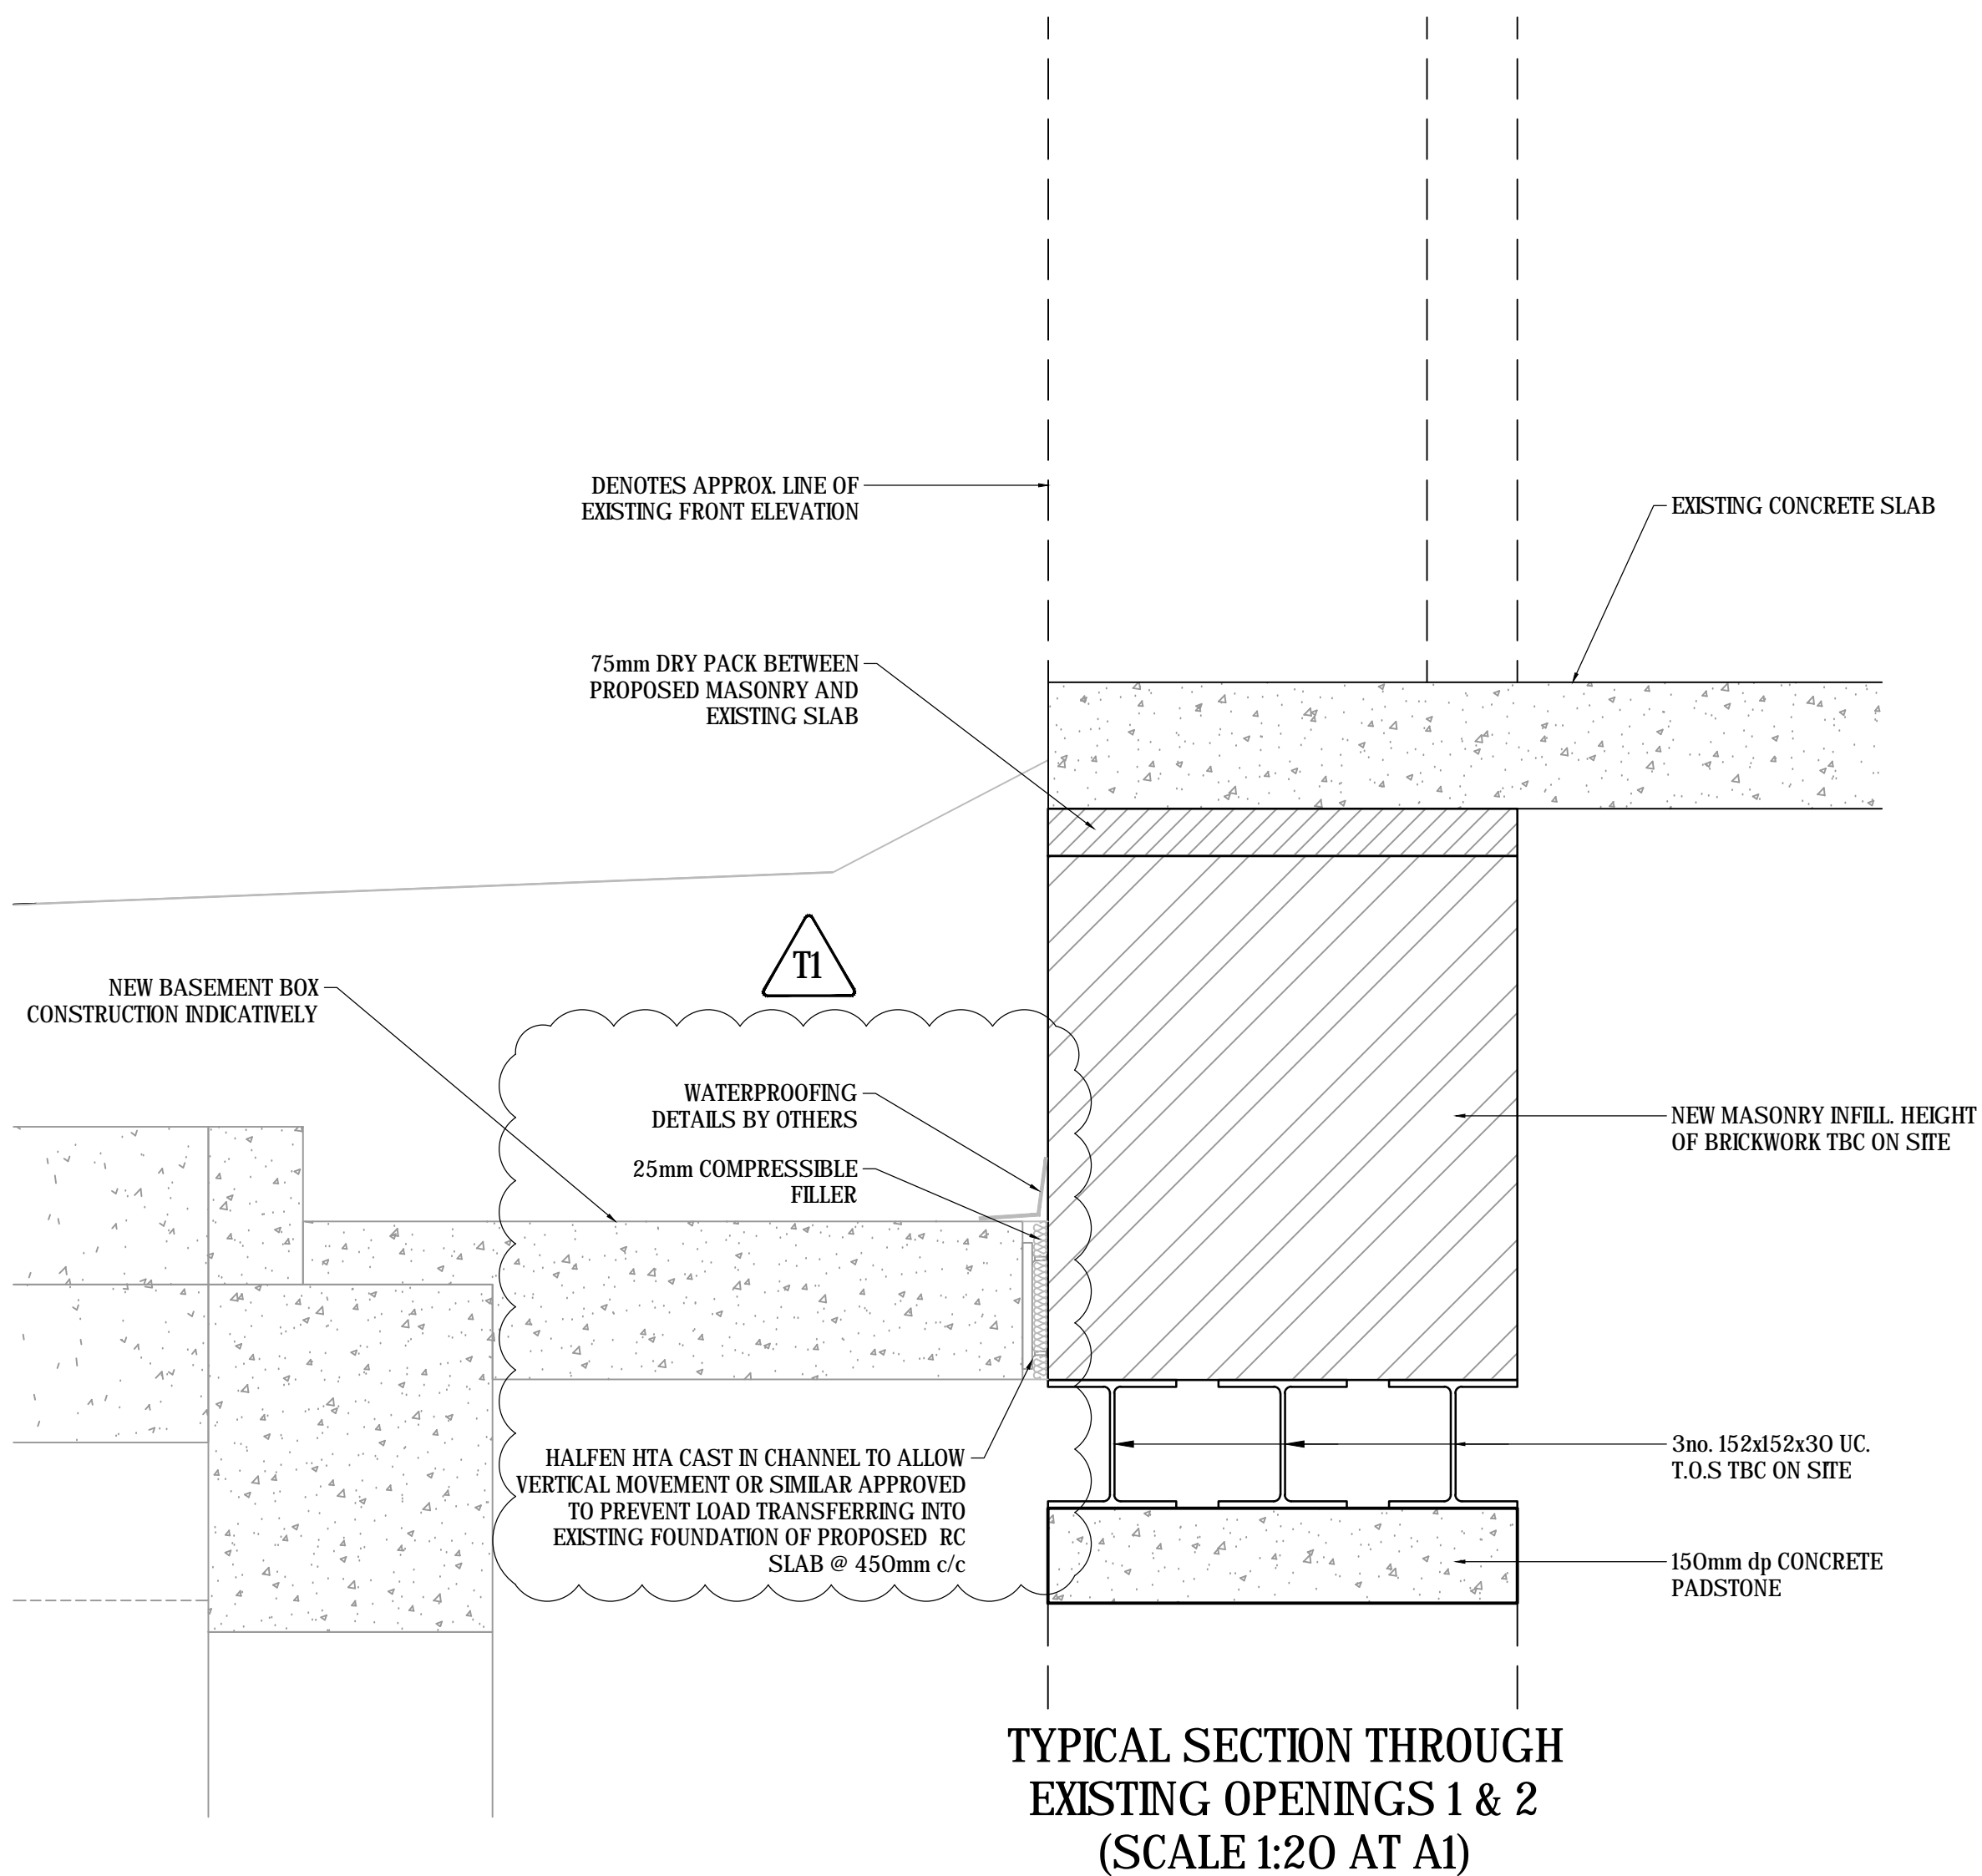 DENOTES APPROX. LINE OF
EXISTING FRONT ELEVATION
EXISTING CONCRETE SLAB
75mm DRY PACK BETWEEN
PROPOSED MASONRY AND
EXISTING SLAB
T1
NEW BASEMENT BOX
CONSTRUCTION INDICATIVELY
WATERPROOFING
DETAILS BY OTHERS
25mm COMPRESSIBLE
FILLER
NEW MASONRY INFILL. HEIGHT
OF BRICKWORK TBC ON SITE
HALFEN HTA CAST IN CHANNEL TO ALLOW
VERTICAL MOVEMENT OR SIMILAR APPROVED
TO PREVENT LOAD TRANSFERRING INTO
EXISTING FOUNDATION OF PROPOSED RC
SLAB @ 450mm c/c
3no. 152x152x30 UC.
T.O.S TBC ON SITE
150mm dp CONCRETE
PADSTONE
TYPICAL SECTION THROUGH
EXISTING OPENINGS 1 & 2
(SCALE 1:20 AT A1)